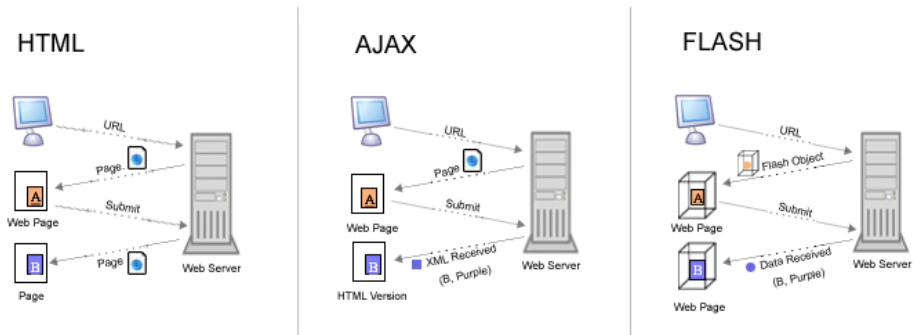 HTML
URL
Page
A
Web Page
Submit
Page
B
Page
Web Server
AJAX
URL
Page
A
Web Page
Submit
XML Received
(B, Purple)
B
HTML Version
Web Server
FLASH
URL
Flash Object
A
Web Page
Submit
Data Received
(B, Purple)
B
Web Page
Web Server